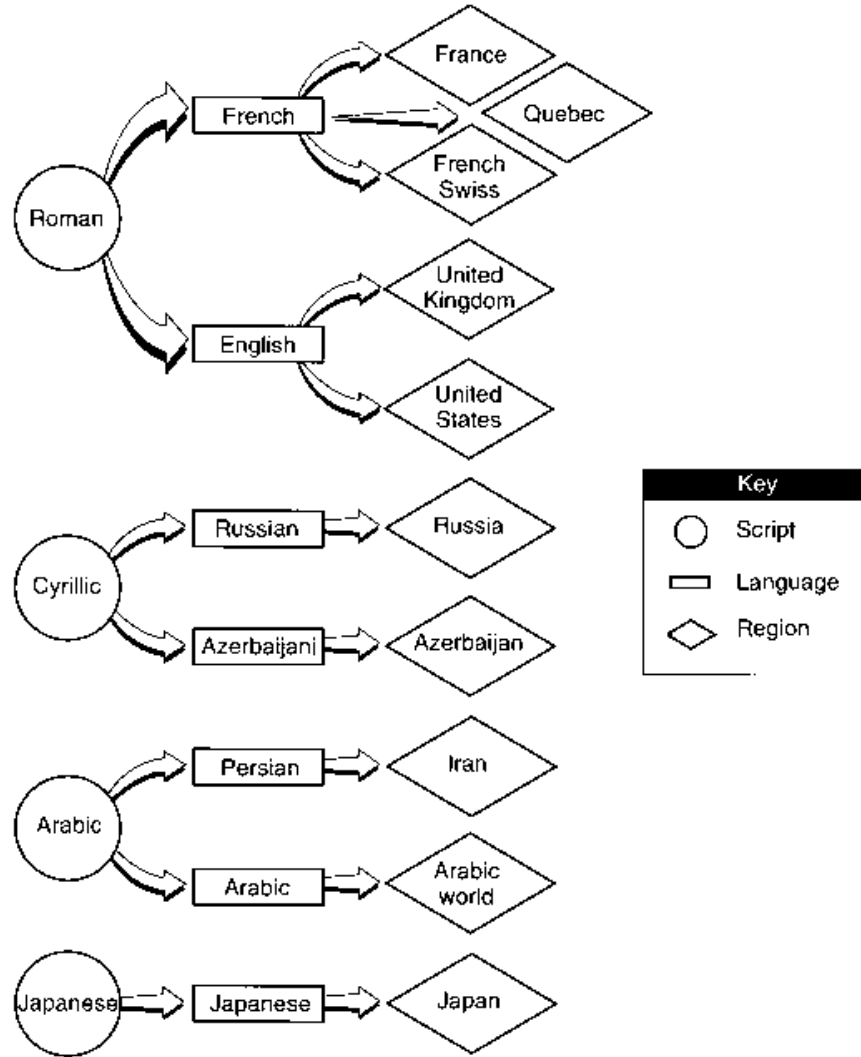 France
French
Quebec
French
Swiss
Roman
United
Kingdom
English
United
States
Key
Script
Language
Region
Russian
Russia
Cyrillic
Azerbaijani
Azerbaijan
Persian
Iran
Arabic
Arabic
Arabic
world
Japanese
Japanese
Japan